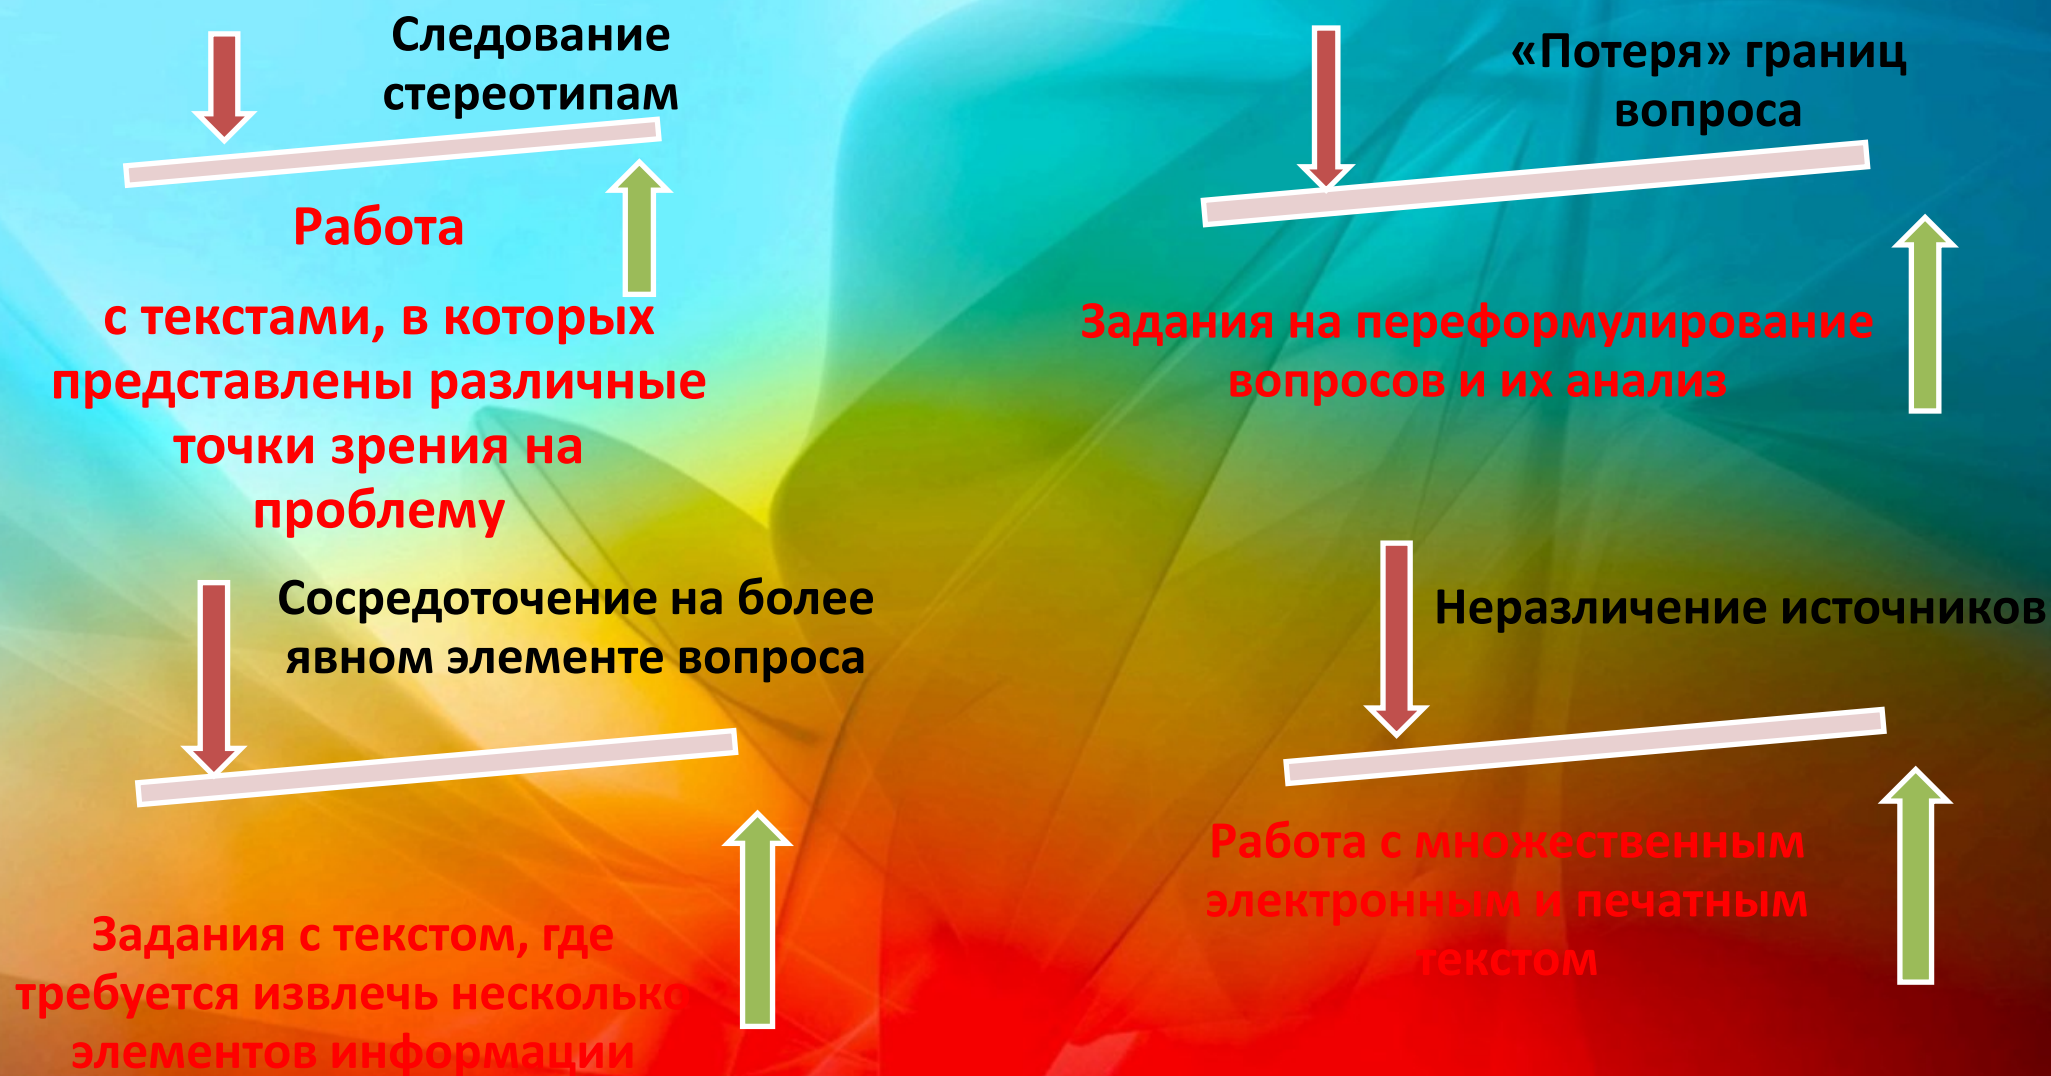 Следование
стереотипам
Работа
с текстами, в которых
представлены различные
точки зрения на
проблему
«Потеря» границ
вопроса
Задания на переформулирование
вопросов и их анализ
Сосредоточение на более
явном элементе вопроса
Задания с текстом, где
требуется извлечь несколько
элементов информации
Неразличение источников
Работа с множественным
электронным и печатным
текстом